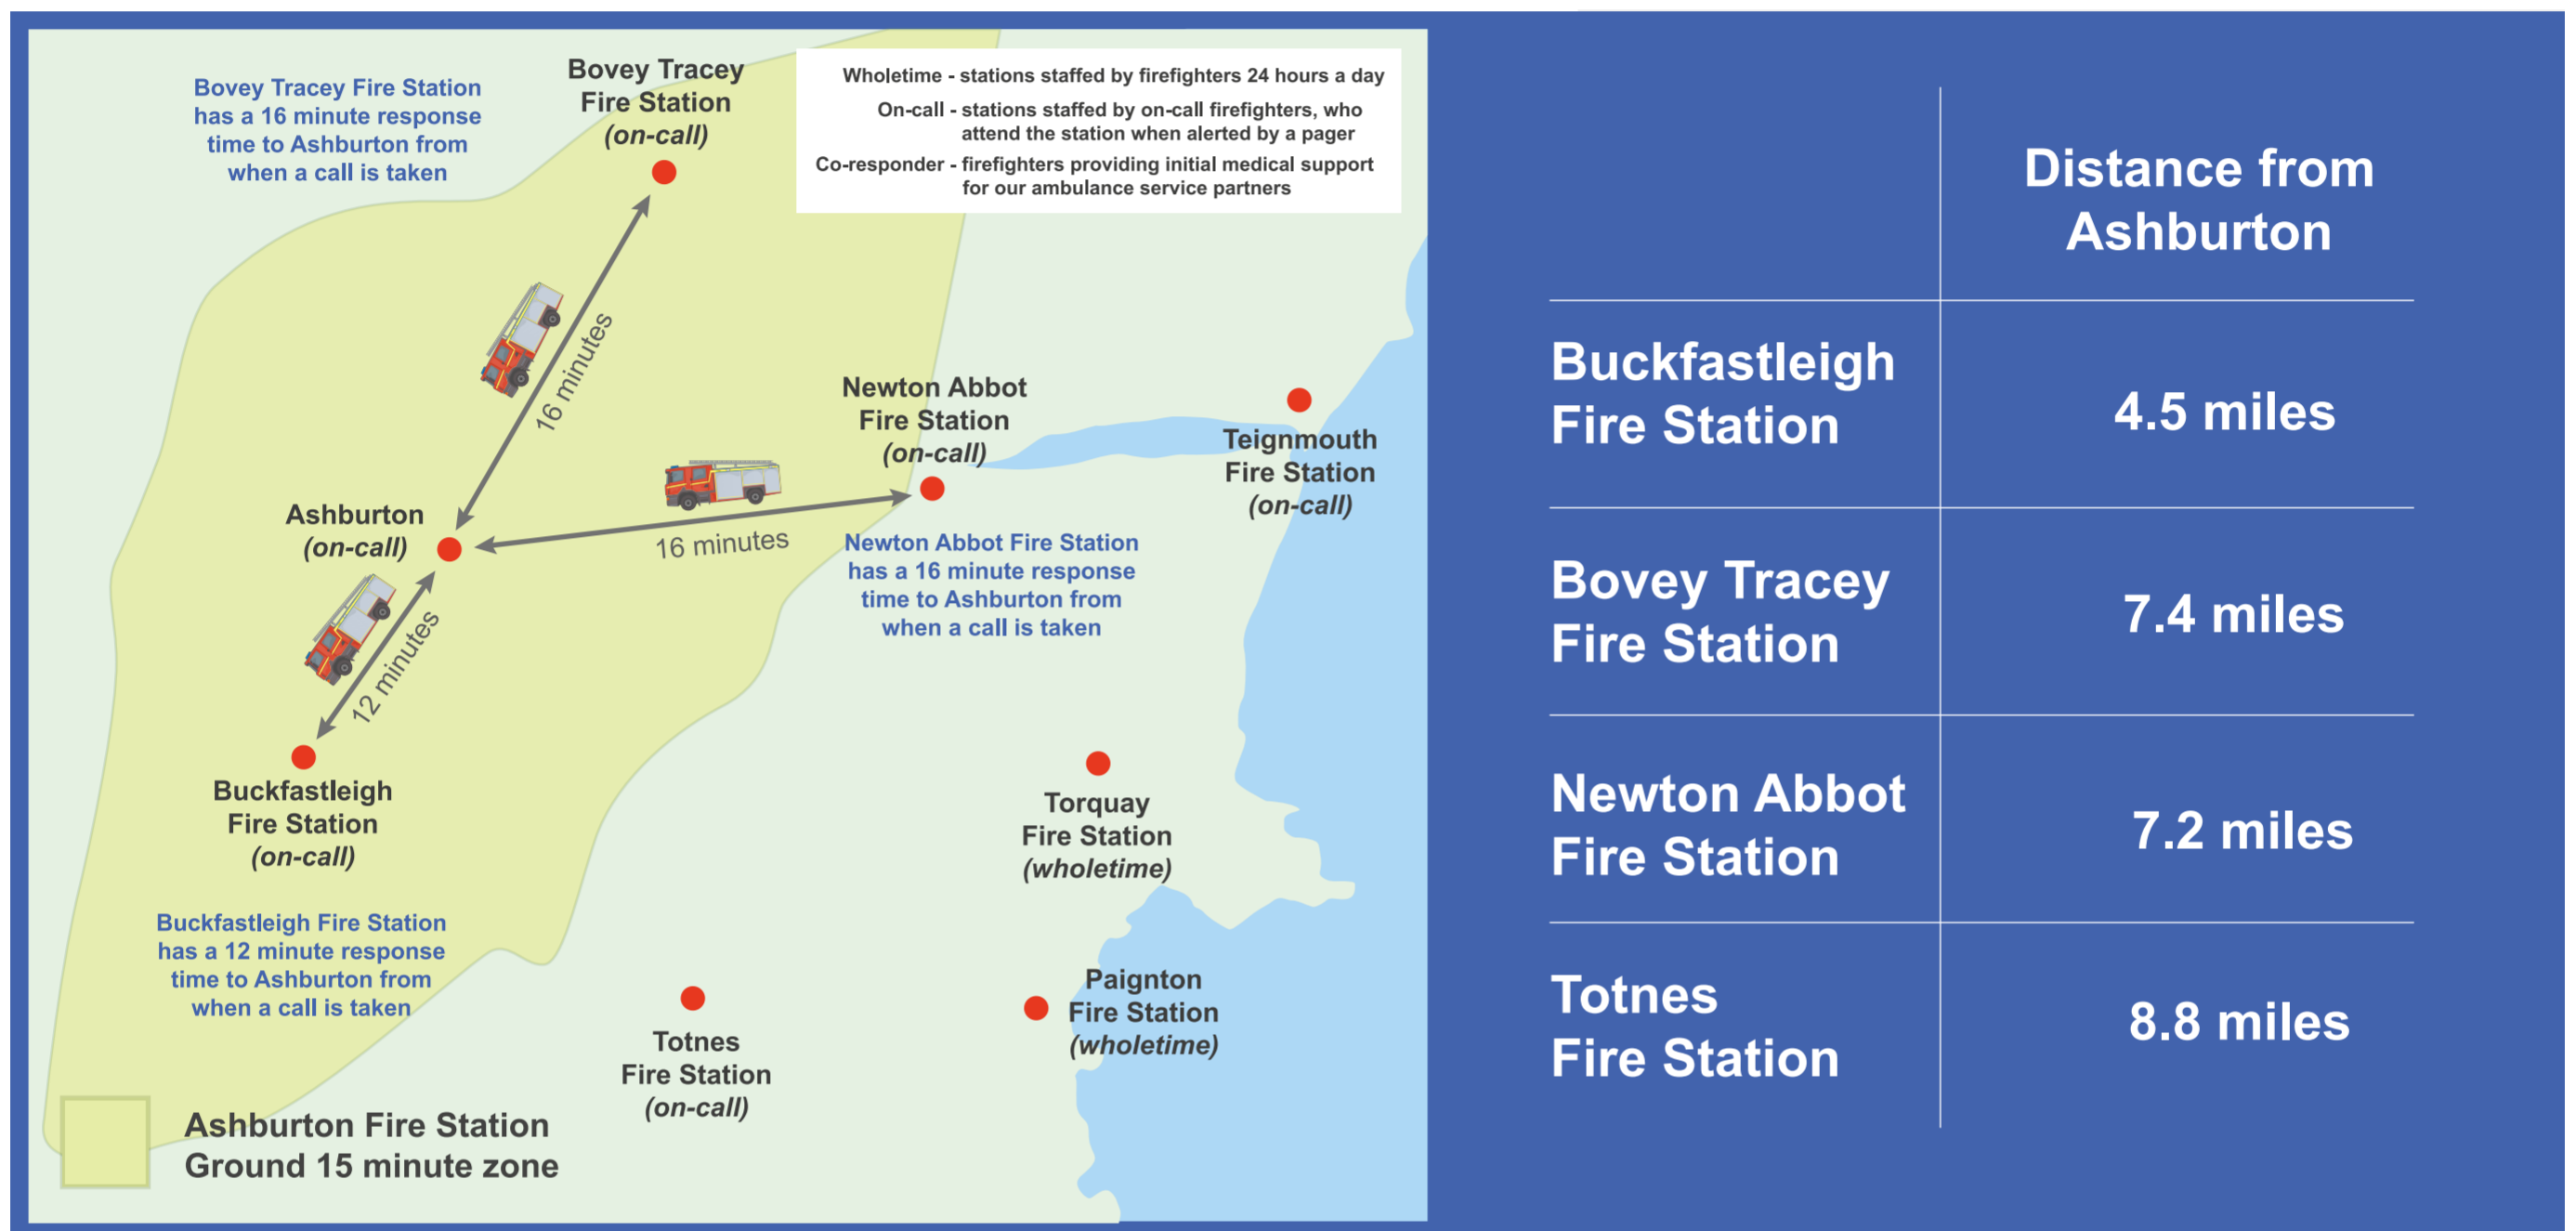 Bovey Tracey Fire Station
has a 16 minute response
time to Ashburton from
when a call is taken
Bovey Tracey
Fire Station
(on-call)
Wholetime - stations staffed by firefighters 24 hours a day
On-call - stations staffed by on-call firefighters, who
attend the station when alerted by a pager
Co-responder - firefighters providing initial medical support
for our ambulance service partners
16 minutes
Newton Abbot
Fire Station
(on-call)
Teignmouth
Fire Station
(on-call)
Ashburton
(on-call)
16 minutes
Newton Abbot Fire Station
has a 16 minute response
time to Ashburton from
when a call is taken
12 minutes
Buckfastleigh
Fire Station
(on-call)
Torquay
Fire Station
(wholetime)
Buckfastleigh Fire Station
has a 12 minute response
time to Ashburton from
when a call is taken
Paignton
Fire Station
(wholetime)
Totnes
Fire Station
(on-call)
Ashburton Fire Station
Ground 15 minute zone
Distance from
Ashburton
Buckfastleigh
Fire Station
4.5 miles
Bovey Tracey
Fire Station
7.4 miles
Newton Abbot
Fire Station
7.2 miles
Totnes
Fire Station
8.8 miles